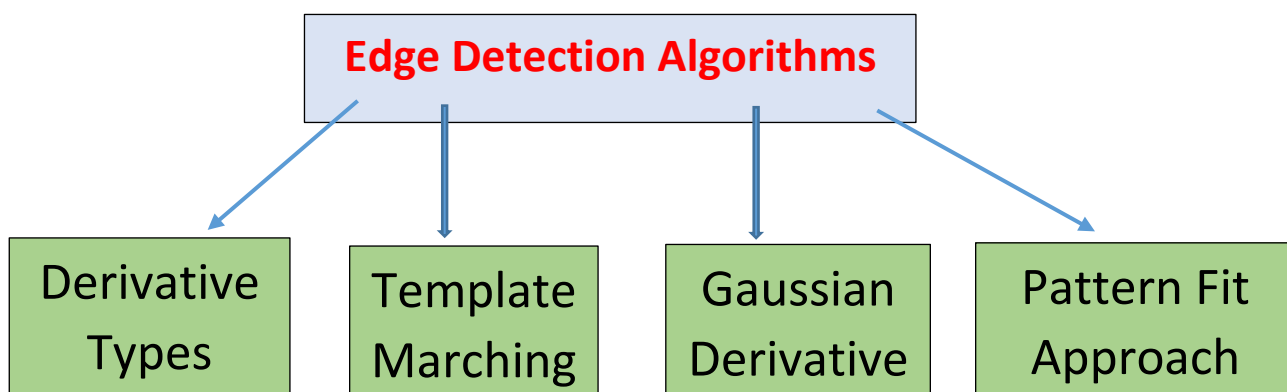 Edge Detection Algorithms
Derivative
Types
Template
Marching
Gaussian
Derivative
Pattern Fit
Approach